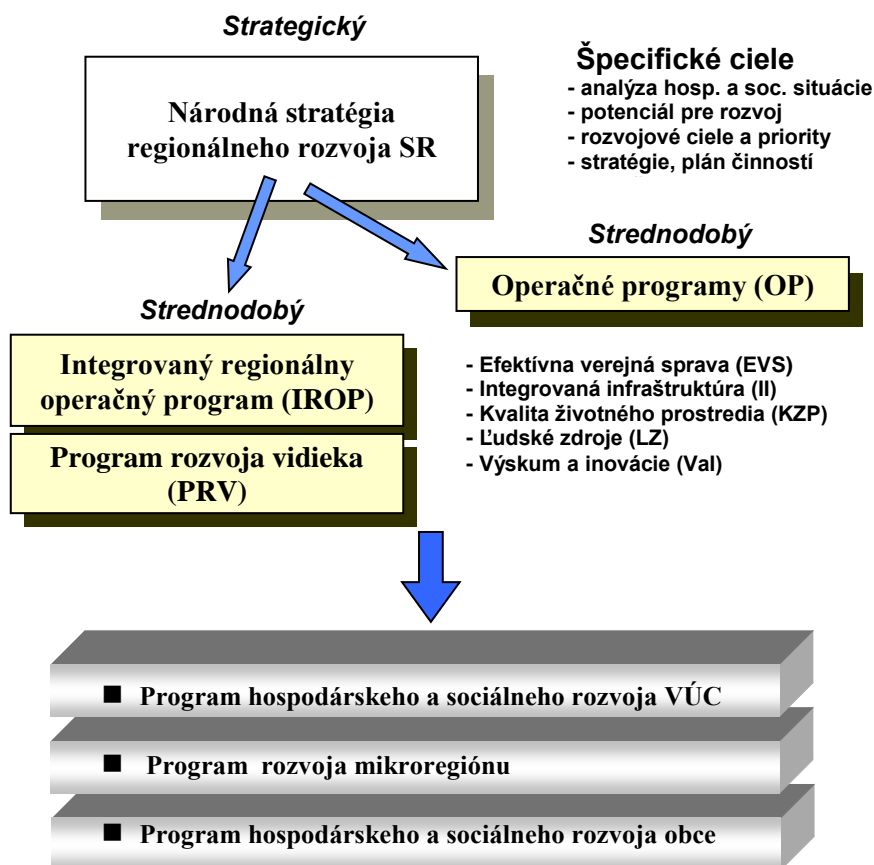 Strategický
Národná stratégia
regionálneho rozvoja SR
Špecifické ciele
- analýza hosp. a soc. situácie
- potenciál pre rozvoj
- rozvojové ciele a priority
- stratégie, plán činností
Strednodobý
Operačné programy (OP)
- Efektívna verejná sprava (EVS)
- Integrovaná infraštruktúra (II)
- Kvalita životného prostredia (KZP)
- Ľudské zdroje (LZ)
- Výskum a inovácie (VaI)
Strednodobý
Integrovaný regionálny
operačný program (IROP)
Program rozvoja vidieka
(PRV)
■ Program hospodárskeho a sociálneho rozvoja VÚC
■ Program rozvoja mikroregiónu
■ Program hospodárskeho a sociálneho rozvoja obce